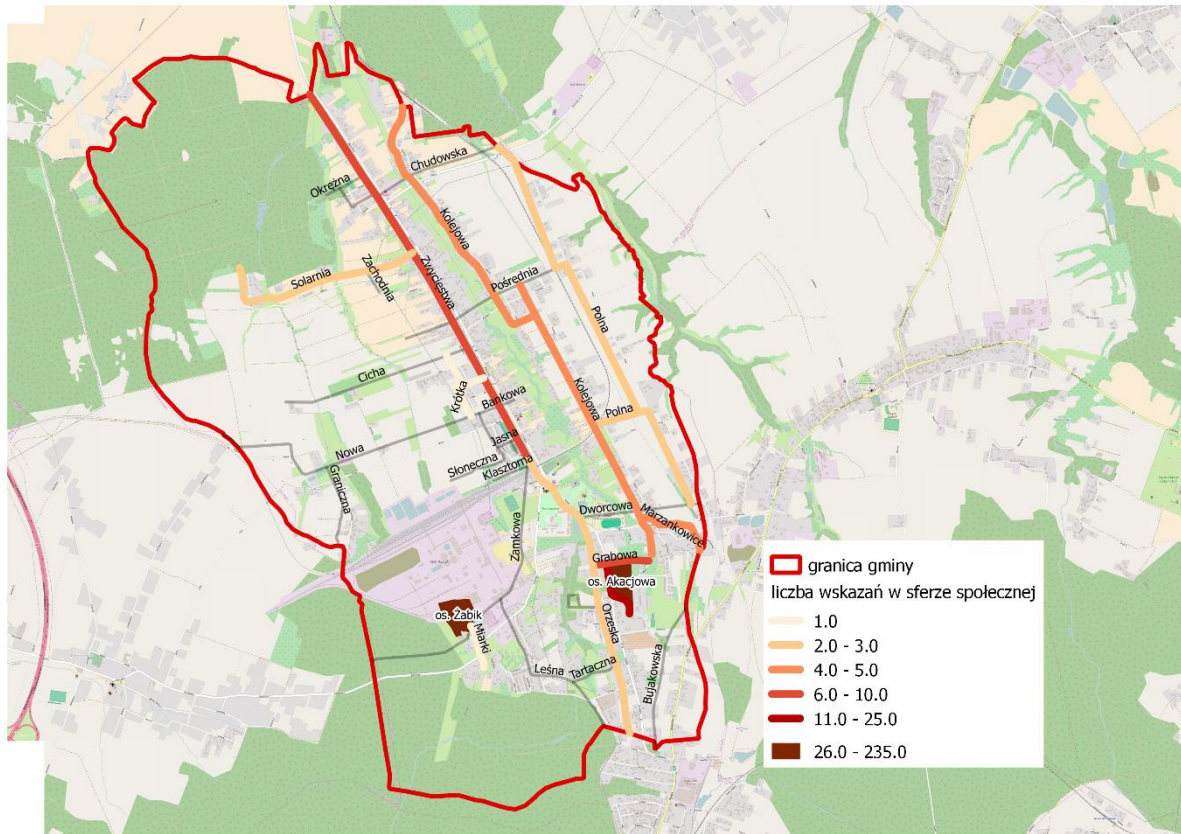 Chudowska
Okrężna
Kolejowa
Zwycięstwa
Zachodnia
Solarnia
Pośrednia
Polna
Cicha
Krótka
Kolejowa
Bankowa
Polna
Jasna
Nowa
Słoneczna
Klasztorna
Graniczna
Zamkowa
Dworcowa
Marzankowice
Grabowa
os. Akacjowa
os. Żabik
Miarki
Orzeska
Leśna
Tartaczna
Bujakowska
granica gminy
liczba wskazań w sferze społecznej
1.0
2.0 - 3.0
4.0 - 5.0
6.0 - 10.0
11.0 - 25.0
26.0 - 235.0